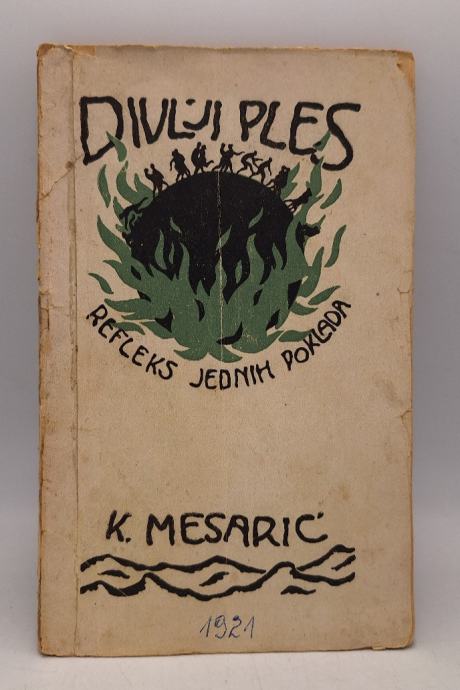 DIVLJI PLES
REFLEKS JEDNIH POKLADA
K. MESARIĆ
1921